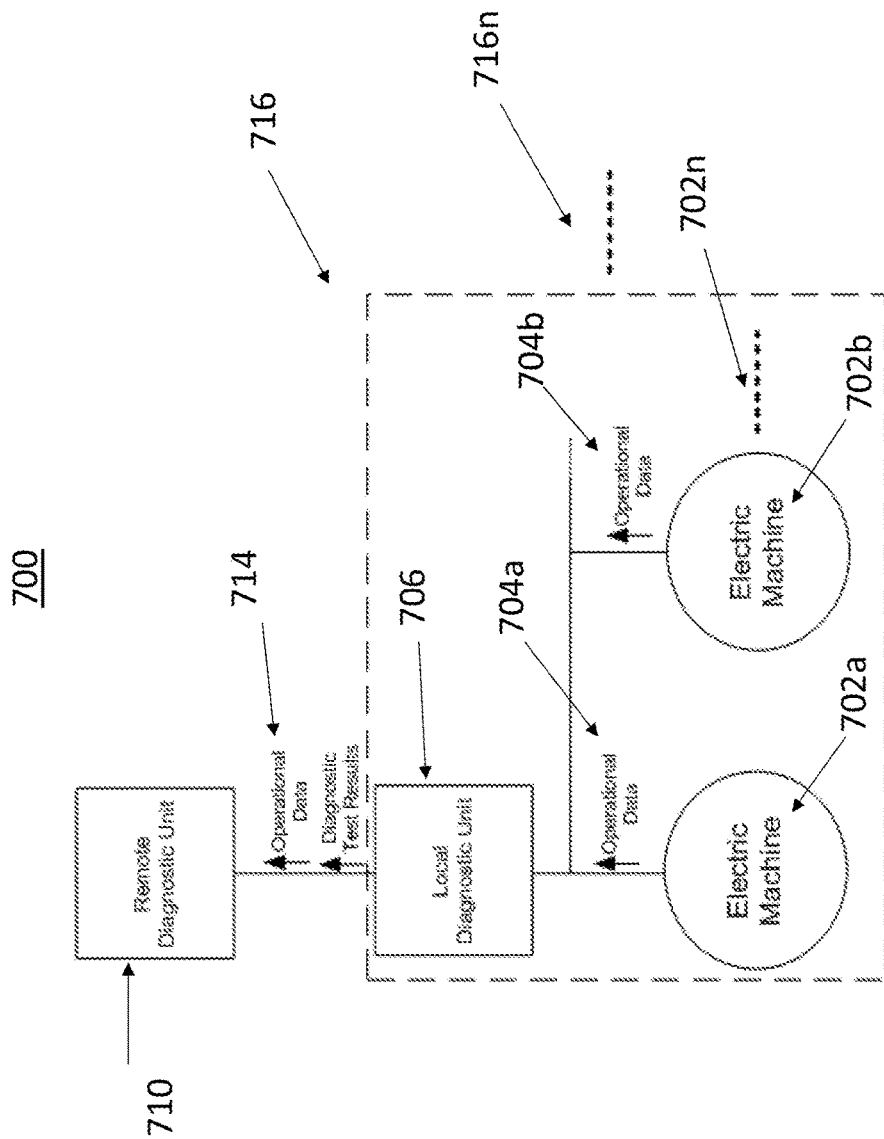 700
710
Remote
Diagnostic Unit
714
Operational
Data
Diagnostic
Test Results
716
706
Local
Diagnostic Unit
716n
704a
Operational
Data
704b
Operational
Data
702n
Electric
Machine
702a
Electric
Machine
702b